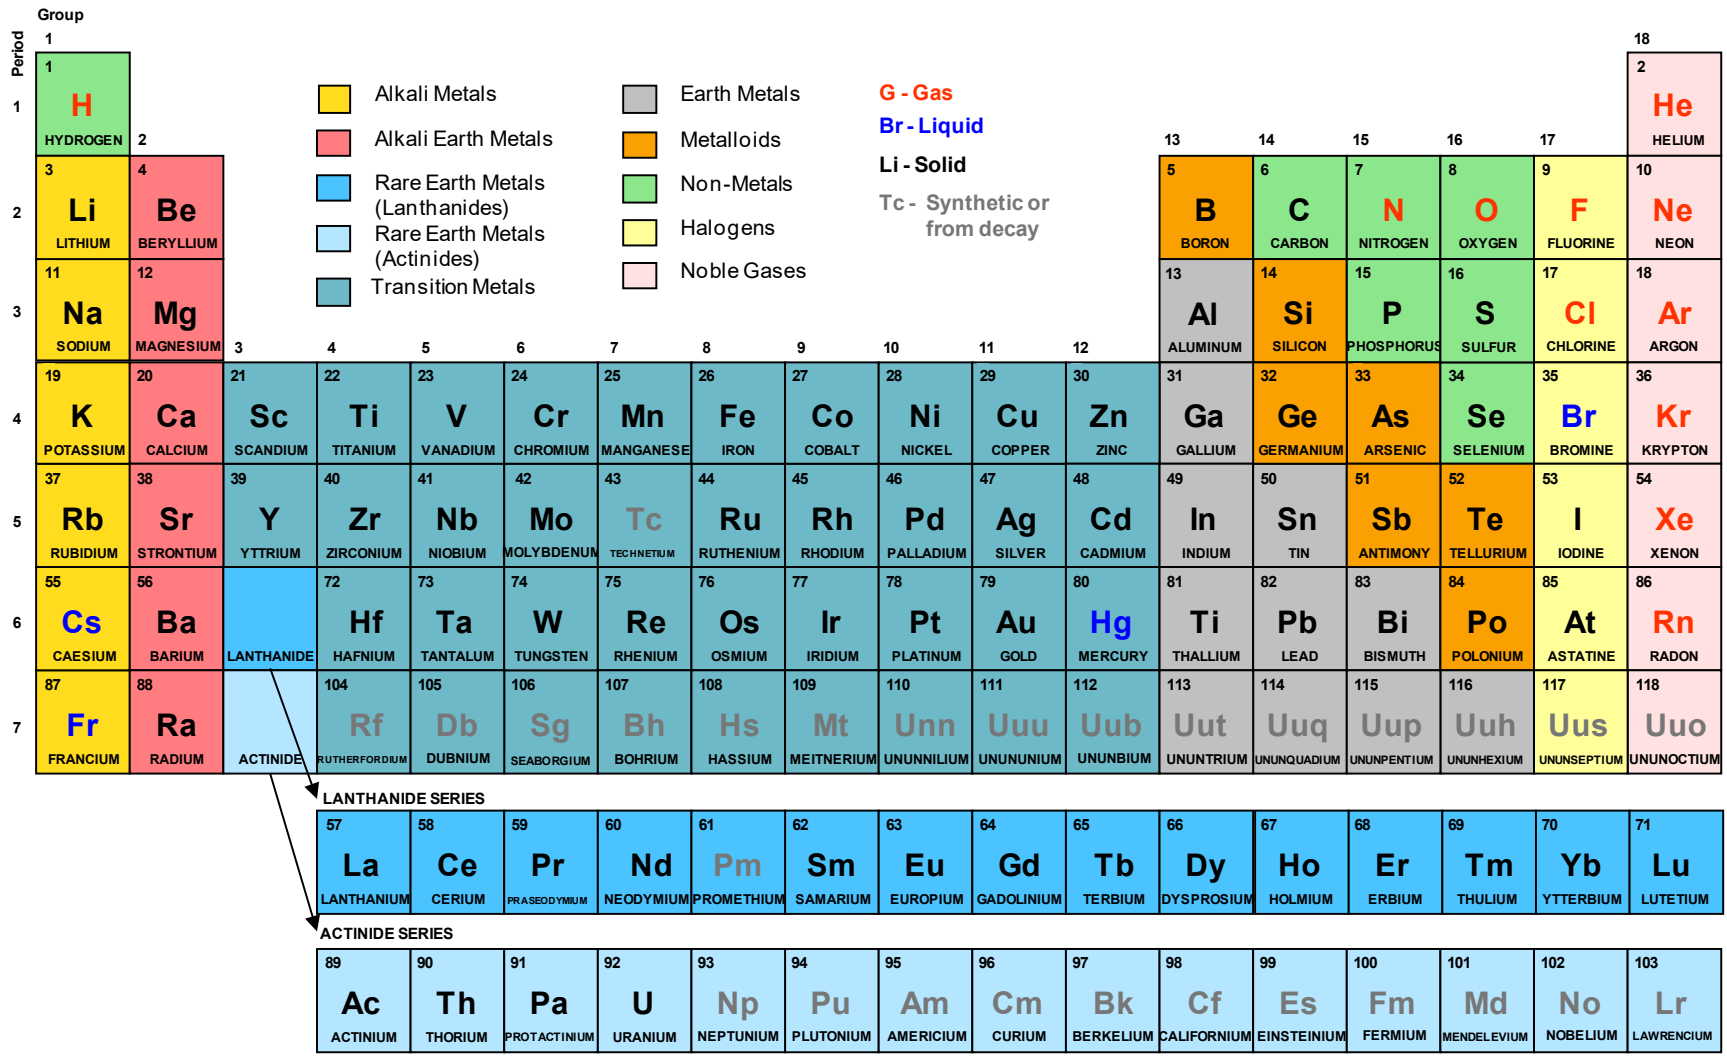 Group
Period
1
18
1
H
HYDROGEN
2
He
HELIUM
1
2
13
14
15
16
17
Alkali Metals
Alkali Earth Metals
Rare Earth Metals
(Lanthanides)
Rare Earth Metals
(Actinides)
Transition Metals
Earth Metals
Metalloids
Non-Metals
Halogens
Noble Gases
G - Gas
Br - Liquid
Li - Solid
Tc - Synthetic or
from decay
2
3 4 5 6 7 8 9 10
Li Be B C N O F Ne
LITHIUM BERYLLIUM BORON CARBON NITROGEN OXYGEN FLUORINE NEON
3
11 12 13 14 15 16 17 18
Na Mg Al Si P S Cl Ar
SODIUM MAGNESIUM ALUMINUM SILICON PHOSPHORUS SULFUR CHLORINE ARGON
3 4 5 6 7 8 9 10 11 12
4
19 20 21 22 23 24 25 26 27 28 29 30 31 32 33 34 35 36
K Ca Sc Ti V Cr Mn Fe Co Ni Cu Zn Ga Ge As Se Br Kr
POTASSIUM CALCIUM SCANDIUM TITANIUM VANADIUM CHROMIUM MANGANESE IRON COBALT NICKEL COPPER ZINC GALLIUM GERMANIUM ARSENIC SELENIUM BROMINE KRYPTON
5
37 38 39 40 41 42 43 44 45 46 47 48 49 50 51 52 53 54
Rb Sr Y Zr Nb Mo Tc Ru Rh Pd Ag Cd In Sn Sb Te I Xe
RUBIDIUM STRONTIUM YTTRIUM ZIRCONIUM NIOBIUM MOLYBDENUM TECHNETIUM RUTHENIUM RHODIUM PALLADIUM SILVER CADMIUM INDIUM TIN ANTIMONY TELLURIUM IODINE XENON
6
55 56 72 73 74 75 76 77 78 79 80 81 82 83 84 85 86
Cs Ba Hf Ta W Re Os Ir Pt Au Hg Ti Pb Bi Po At Rn
CAESIUM BARIUM LANTHANIDE HAFNIUM TANTALUM TUNGSTEN RHENIUM OSMIUM IRIDIUM PLATINUM GOLD MERCURY THALLIUM LEAD BISMUTH POLONIUM ASTATINE RADON
7
87 88 104 105 106 107 108 109 110 111 112 113 114 115 116 117 118
Fr Ra Rf Db Sg Bh Hs Mt Unn Uuu Uub Uut Uuq Uup Uuh Uus Uuo
FRANCIUM RADIUM ACTINIDE RUTHERFORDIUM DUBNIUM SEABORGIUM BOHRIUM HASSIUM MEITNERIUM UNUNNILIUM UNUNUNIUM UNUNBIUM UNUNTRIUM UNUNQUADIUM UNUNPENTIUM UNUNHEXIUM UNUNSEPTIUM UNUNOCTIUM
LANTHANIDE SERIES
57 58 59 60 61 62 63 64 65 66 67 68 69 70 71
La Ce Pr Nd Pm Sm Eu Gd Tb Dy Ho Er Tm Yb Lu
LANTHANIUM CERIUM PRASEODYMIUM NEODYMIUM PROMETHIUM SAMARIUM EUROPIUM GADOLINIUM TERBIUM DYSPROSIUM HOLMIUM ERBIUM THULIUM YTTERBIUM LUTETIUM
ACTINIDE SERIES
89 90 91 92 93 94 95 96 97 98 99 100 101 102 103
Ac Th Pa U Np Pu Am Cm Bk Cf Es Fm Md No Lr
ACTINIUM THORIUM PROTACTINIUM URANIUM NEPTUNIUM PLUTONIUM AMERICIUM CURIUM BERKELIUM CALIFORNIUM EINSTEINIUM FERMIUM MENDELEVIUM NOBELIUM LAWRENCIUM